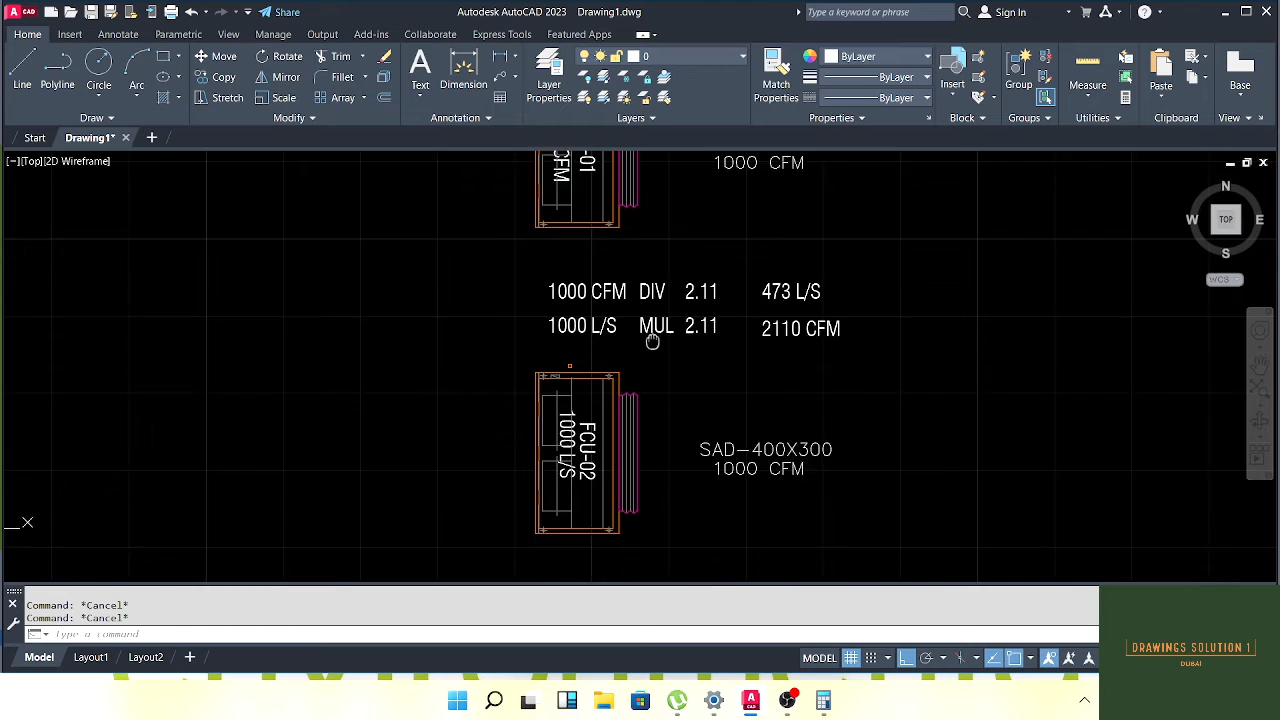 Share
Autodesk AutoCAD 2023 Drawing1.dwg
Type a keyword or phrase
Sign In
Home Insert Annotate Parametric View Manage Output Add-ins Collaborate Express Tools Featured Apps
Line Polyline Circle Arc
Move Rotate Trim
Copy Mirror Fillet
Stretch Scale Array
Text Dimension
Layer Properties
0
Match Properties
ByLayer
ByLayer
ByLayer
Insert
Group
Measure
Paste
Base
Draw Modify Annotation Layers Properties Block Groups Utilities Clipboard View
Start Drawing1*
[−][Top][2D Wireframe]
-01
CFM
1000 CFM
N
W TOP E
S
WCS
1000 CFM DIV 2.11 473 L/S
1000 L/S MUL 2.11 2110 CFM
FCU-02
1000 L/S
SAD-400X300
1000 CFM
X
Command: *Cancel*
Command: *Cancel*
Type a command
Model Layout1 Layout2
MODEL
DRAWINGS SOLUTION 1
DUBAI